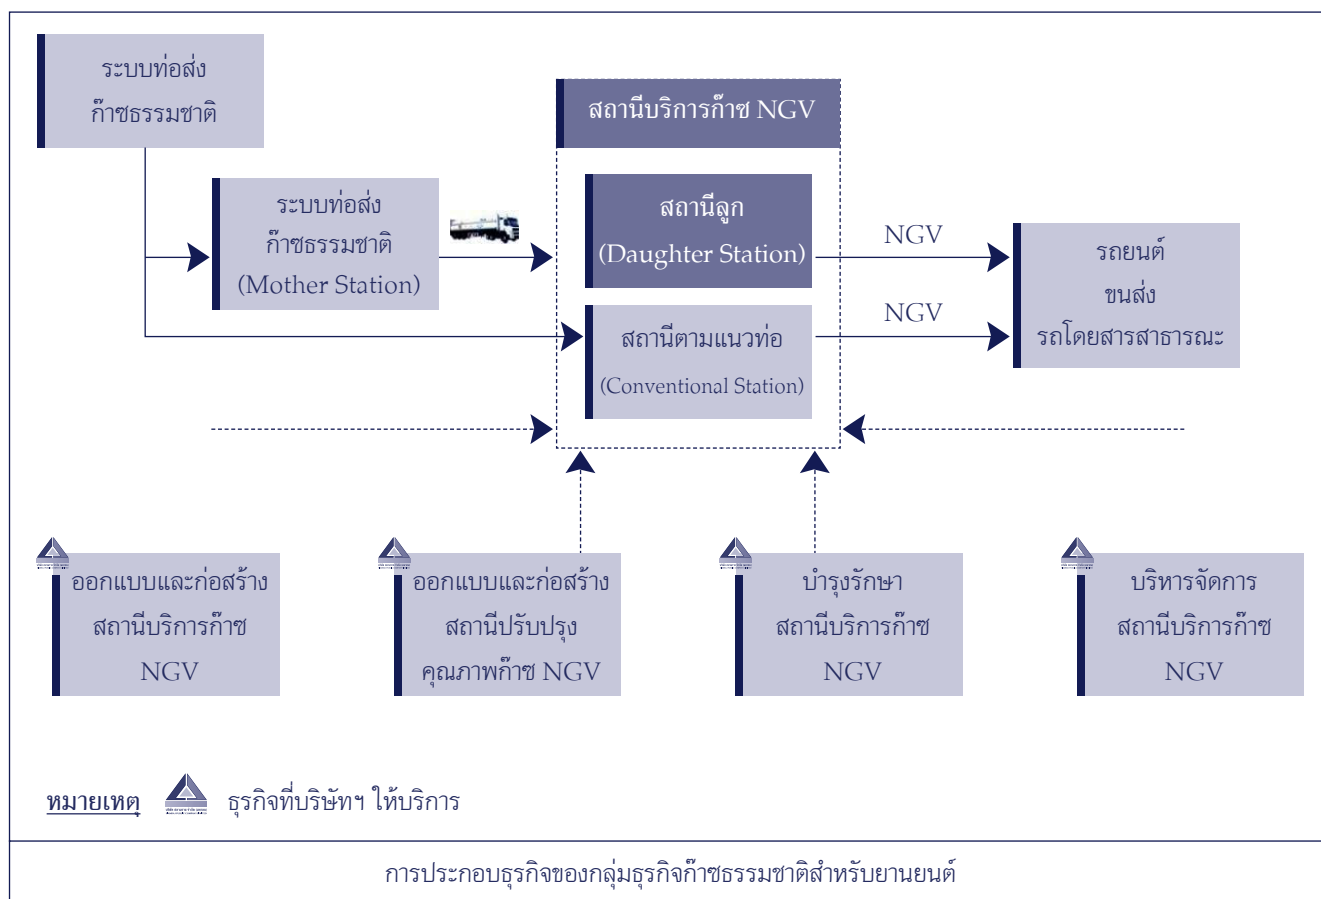 ระบบท่อส่ง
ก๊าซธรรมชาติ
สถานีบริการก๊าซ NGV
ระบบท่อส่ง
ก๊าซธรรมชาติ
(Mother Station)
สถานีลูก
(Daughter Station)
NGV
สถานีตามแนวท่อ
(Conventional Station)
NGV
รถยนต์
ขนส่ง
รถโดยสารสาธารณะ
ออกแบบและก่อสร้าง
สถานีบริการก๊าซ
NGV
ออกแบบและก่อสร้าง
สถานีปรับปรุง
คุณภาพก๊าซ NGV
บำรุงรักษา
สถานีบริการก๊าซ
NGV
บริหารจัดการ
สถานีบริการก๊าซ
NGV
หมายเหตุ ธุรกิจที่บริษัทฯ ให้บริการ
การประกอบธุรกิจของกลุ่มธุรกิจก๊าซธรรมชาติสำหรับยานยนต์